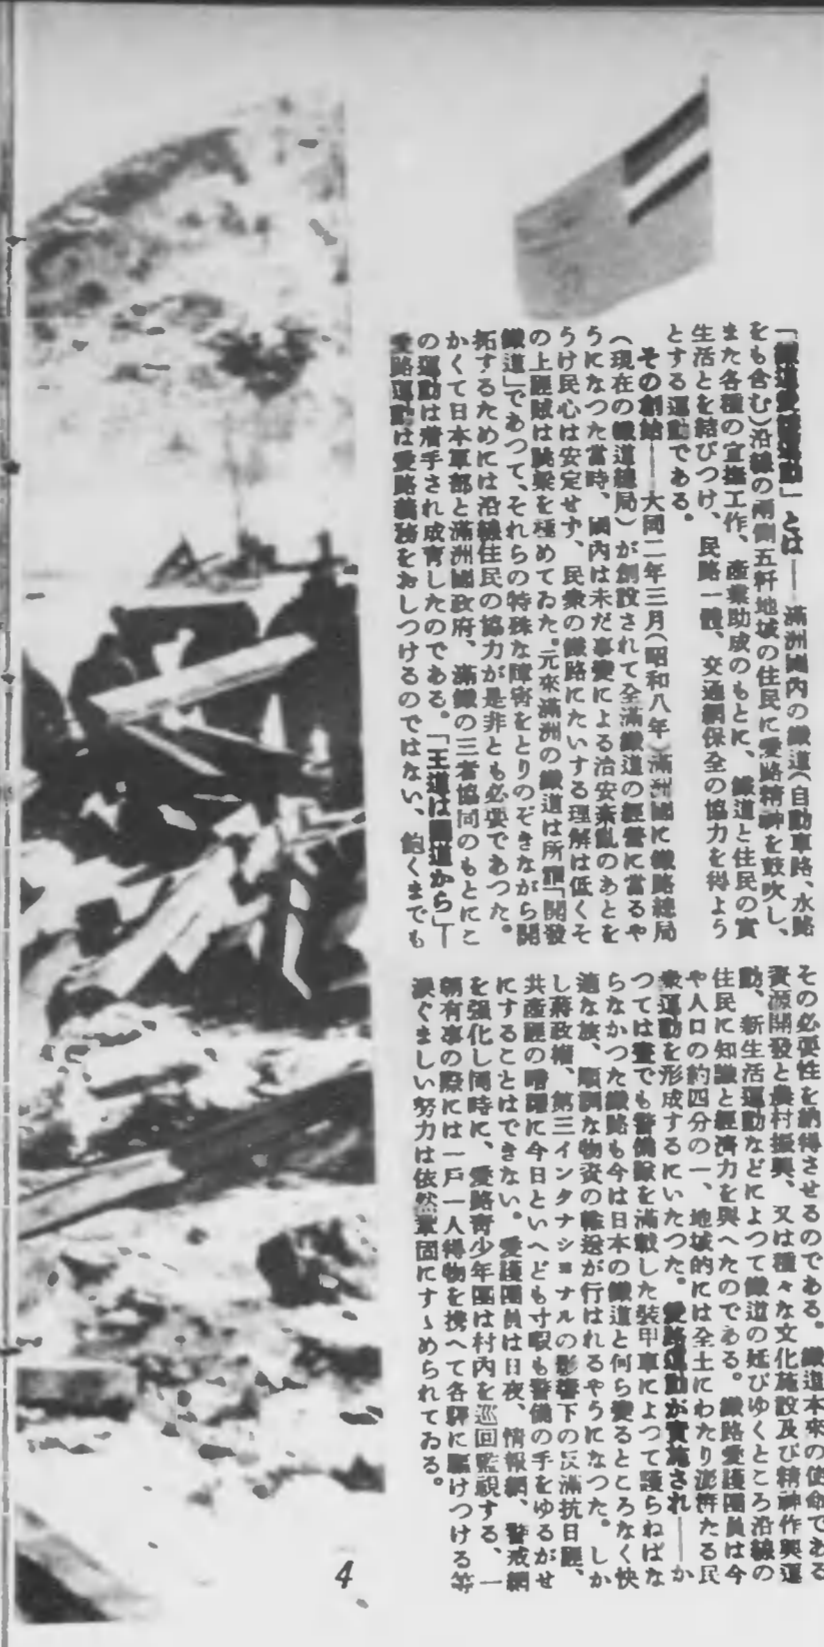 「鐵道愛護運動」とは――滿洲國内の鐵道(自動車路、水路
をも含む)沿線の兩側五粁地域の住民に愛路精神を鼓吹し、
また各種の宣撫工作、産業助成のもとに、鐵道と住民の實
生活とを結びつけ、民路一體、交通網保全の協力を得よう
とする運動である。
その創始――大同二年三月(昭和八年)滿洲國に鐵路總局
(現在の鐵道總局)が創設されて全滿鐵道の經營に當るや
うになつた當時、國内は未だ事變による治安紊亂のあとを
うけ民心は安定せず、民衆の鐵路にたいする理解は低くそ
の上匪賊は跳梁を極めてゐた。元來滿洲の鐵道は所謂「開發
鐵道」であつて、それらの特殊な障害をとりのぞきながら開
拓するためには沿線住民の協力が是非とも必要であつた。
かくて日本軍部と滿洲國政府、滿鐵の三者協同のもとにこ
の運動は着手され成育したのである。「王道は鐵道から」――
愛路運動は愛路義務をおしつけるのではない、飽くまでも
その必要性を納得させるのである。鐵道本來の使命である
資源開發と農村振興、又は種々な文化施設及び精神作興運
動、新生活運動などによつて鐵道の延びゆくところ沿線の
住民に知識と經濟力を與へたのである。鐵路愛護團員は今
や人口の約四分の一、地域的には全土にわたり澎湃たる民
衆運動を形成するにいたつた。愛路運動が實施され――か
つては晝でも警備隊を滿載した裝甲車によつて護らねばな
らなかつた鐵路も今は日本の鐵道と何ら變るところなく快
適な旅、順調な物資の輸送が行はれるやうになつた。しか
し蔣政權、第三インタナショナルの影響下の反滿抗日匪、
共產匪の暗躍に今日といへども寸暇も警備の手をゆるがせ
にすることはできない。愛護團員は日夜、情報網、警戒網
を强化し同時に、愛路靑少年團は村内を巡回監視する、一
朝有事の際には一戸一人得物を携へて各驛に驅けつける等
涙ぐましい努力は依然鞏固にすゝめられてゐる。
4